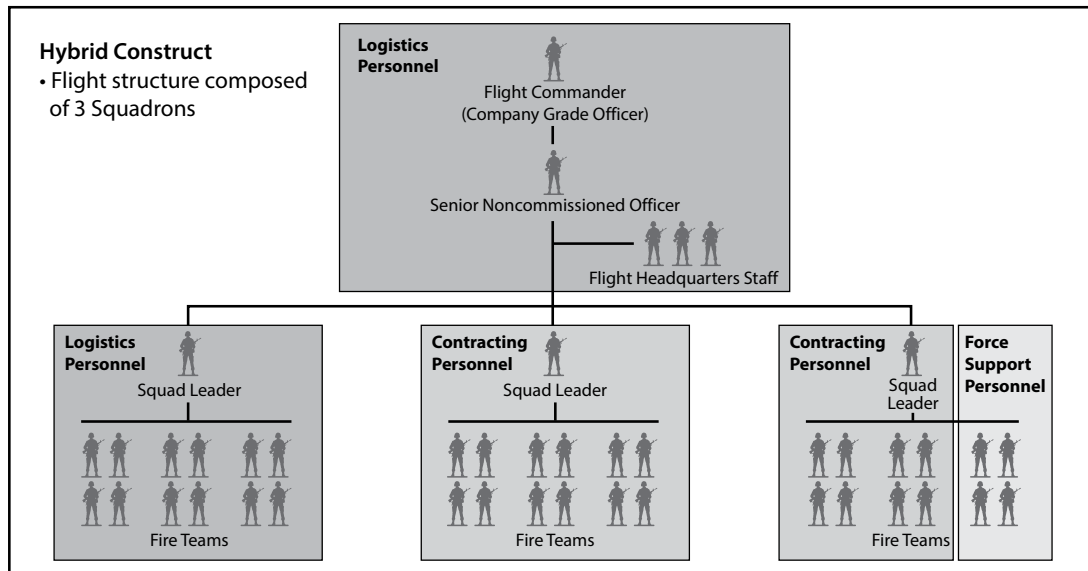 Hybrid Construct
• Flight structure composed
of 3 Squadrons
Logistics
Personnel
Flight Commander
(Company Grade Officer)
Senior Noncommissioned Officer
Flight Headquarters Staff
Logistics
Personnel
Squad Leader
Fire Teams
Contracting
Personnel
Squad Leader
Fire Teams
Contracting
Personnel
Squad
Leader
Fire Teams
Force
Support
Personnel